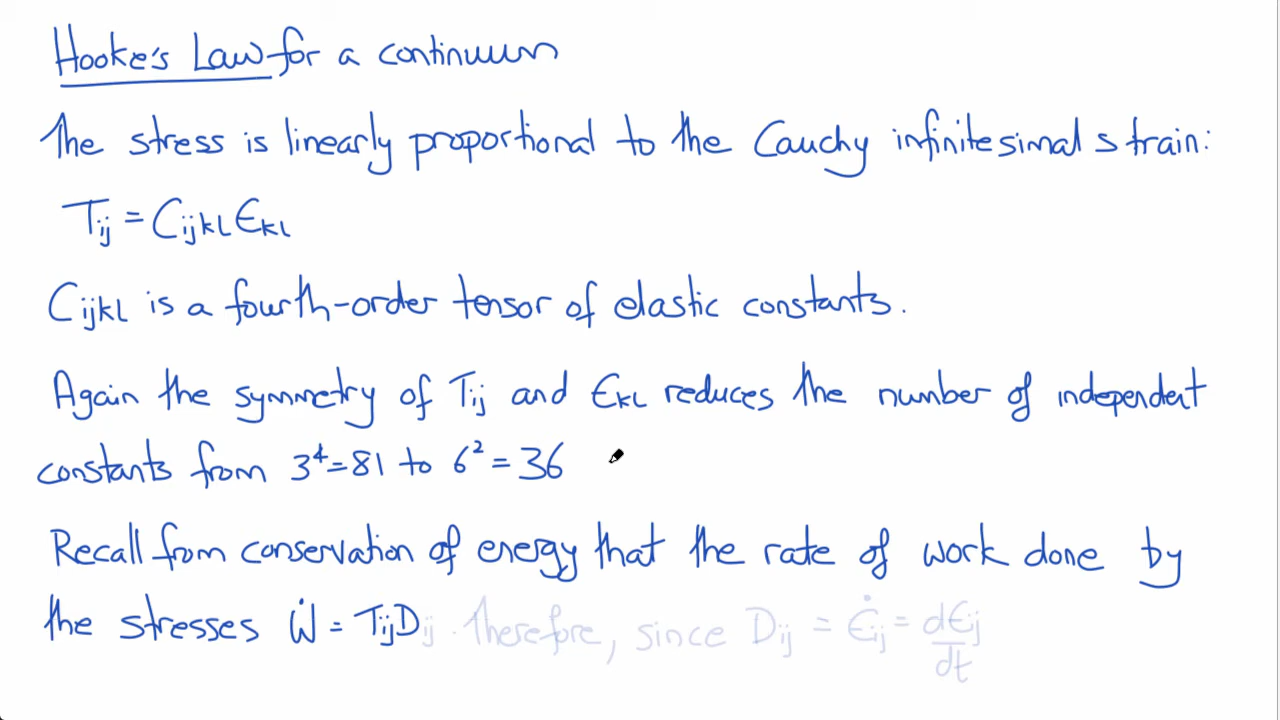 Hooke's Law for a continuum
The stress is linearly proportional to the Cauchy infinitesimal strain:
Tij = Cijkl Єkl
Cijkl is a fourth-order tensor of elastic constants.
Again the symmetry of Tij and Єkl reduces the number of independent
constants from 3⁴=81 to 6² = 36
Recall from conservation of energy that the rate of work done by
the stresses Ẇ = TijDij. Therefore, since Dij = Є̇ij = dЄij/dt